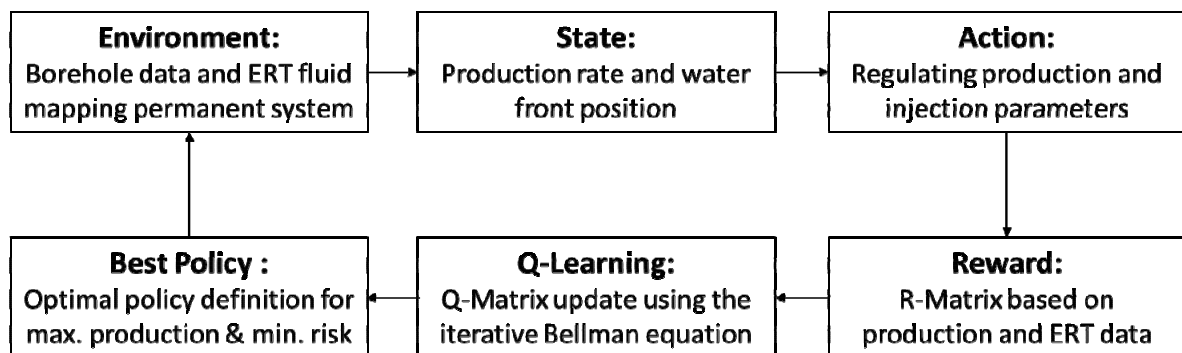 Environment:
Borehole data and ERT fluid
mapping permanent system
State:
Production rate and water
front position
Action:
Regulating production and
injection parameters
Best Policy :
Optimal policy definition for
max. production & min. risk
Q-Learning:
Q-Matrix update using the
iterative Bellman equation
Reward:
R-Matrix based on
production and ERT data